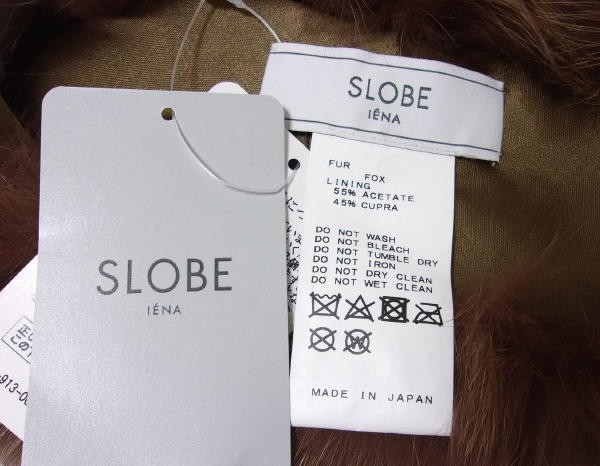 SLOBE
IÉNA
SLOBE
IÊNA
FUR FOX
LINING
55% ACETATE
45% CUPRA
DO NOT WASH
DO NOT BLEACH
DO NOT TUMBLE DRY
DO NOT IRON
DO NOT DRY CLEAN
DO NOT WET CLEAN
W
MADE IN JAPAN